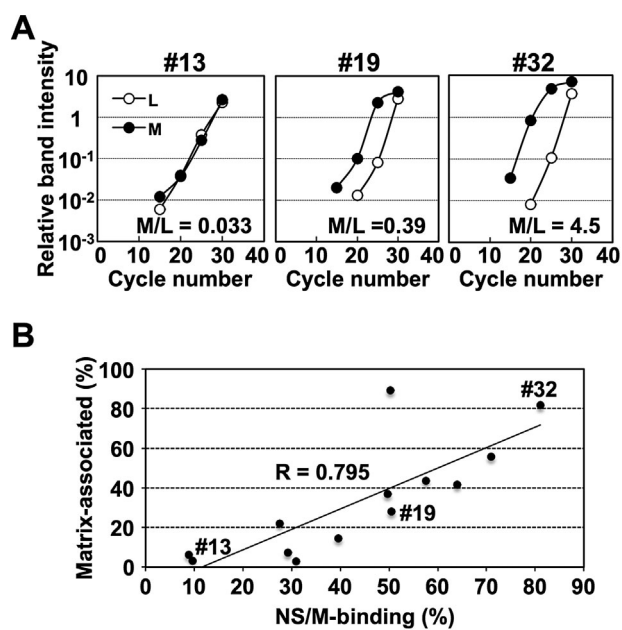 A
#13 #19 #32
Relative band intensity
10
1
10-1
10-2
10-3
L
M
M/L = 0.033
M/L =0.39
M/L = 4.5
0 10 20 30 40 0 10 20 30 40 0 10 20 30 40
Cycle number Cycle number Cycle number
B
Matrix-associated (%)
100
80
60
40
20
0
#32
R = 0.795
#19
#13
0 10 20 30 40 50 60 70 80 90
NS/M-binding (%)